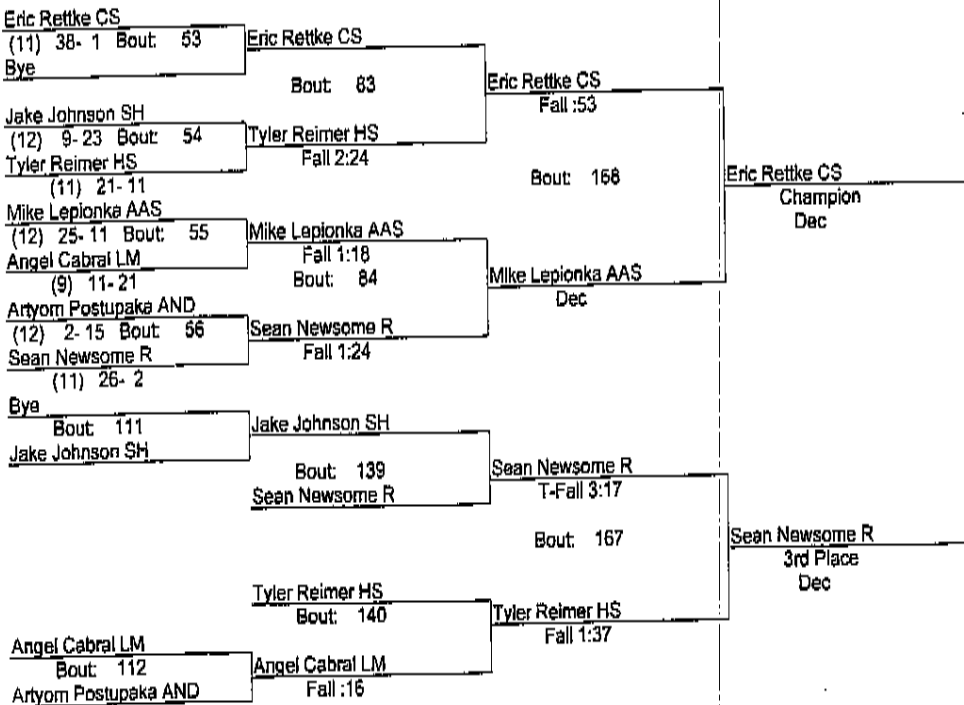 Eric Rettke CS
(11) 38- 1 Bout: 53
Bye
Eric Rettke CS
Bout: 83
Jake Johnson SH
(12) 9- 23 Bout: 54
Tyler Reimer HS
(11) 21- 11
Tyler Reimer HS
Fall 2:24
Eric Rettke CS
Fall :53
Mike Lepionka AAS
(12) 25- 11 Bout: 55
Angel Cabral LM
(9) 11- 21
Mike Lepionka AAS
Fall 1:18
Bout: 84
Artyom Postupaka AND
(12) 2- 15 Bout: 56
Sean Newsome R
(11) 26- 2
Sean Newsome R
Fall 1:24
Mike Lepionka AAS
Dec
Bout: 168
Eric Rettke CS
Champion
Dec
Bye
Bout: 111
Jake Johnson SH
Jake Johnson SH
Bout: 139
Sean Newsome R
Sean Newsome R
T-Fall 3:17
Bout: 167
Tyler Reimer HS
Bout: 140
Angel Cabral LM
Bout: 112
Artyom Postupaka AND
Angel Cabral LM
Fall :16
Tyler Reimer HS
Fall 1:37
Sean Newsome R
3rd Place
Dec